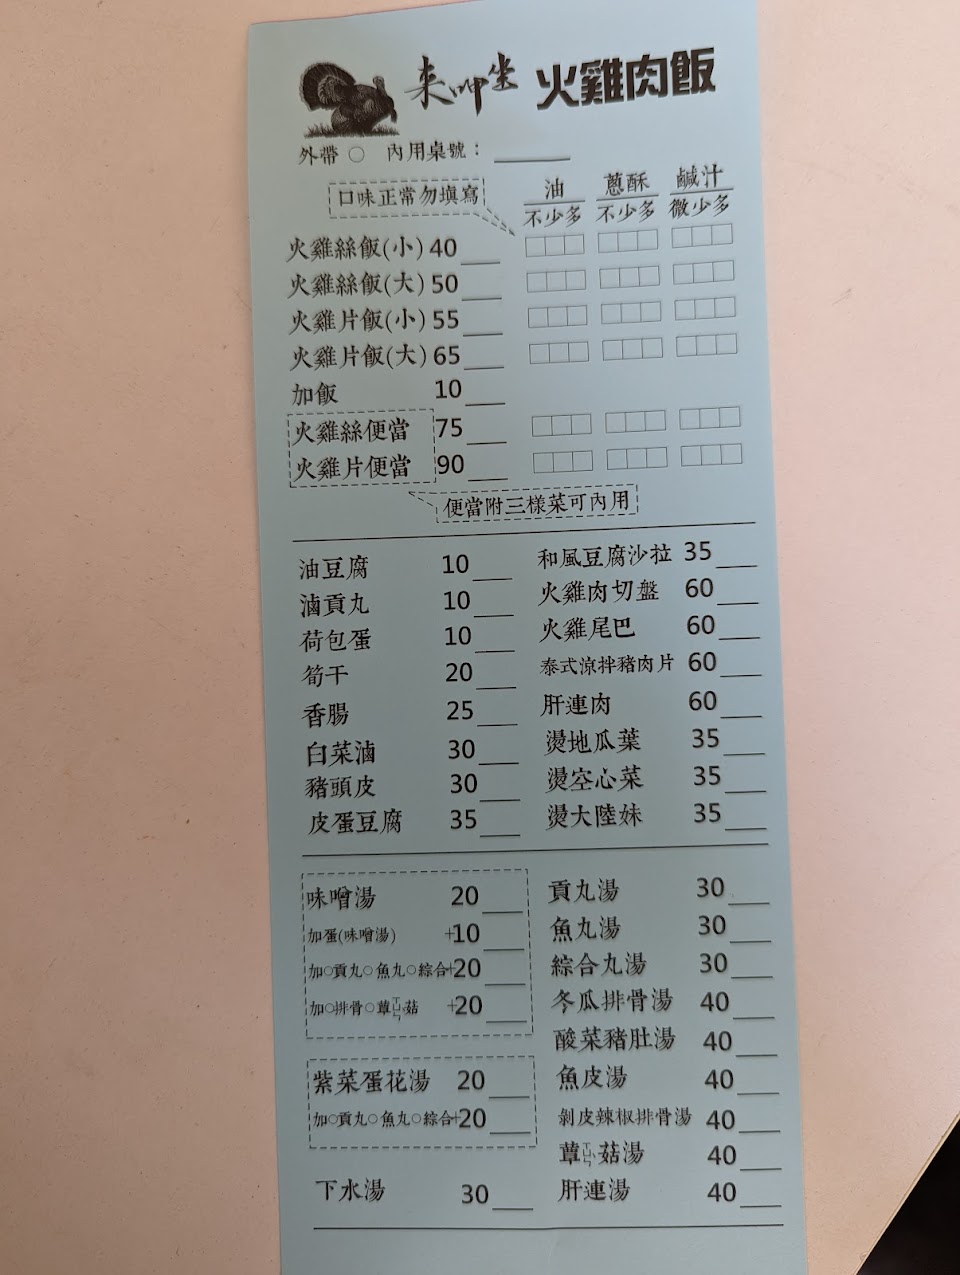 来呷坐 火雞肉飯
外帶○ 內用桌號：
口味正常勿填寫
油 蔥酥 鹹汁
不少多 不少多 微少多
火雞絲飯(小) 40
火雞絲飯(大) 50
火雞片飯(小) 55
火雞片飯(大) 65
加飯 10
火雞絲便當 75
火雞片便當 90
便當附三樣菜可內用
油豆腐 10
滷貢丸 10
荷包蛋 10
筍干 20
香腸 25
白菜滷 30
豬頭皮 30
皮蛋豆腐 35
和風豆腐沙拉 35
火雞肉切盤 60
火雞尾巴 60
泰式涼拌豬肉片 60
肝連肉 60
燙地瓜葉 35
燙空心菜 35
燙大陸妹 35
味噌湯 20
加蛋(味噌湯) +10
加○貢丸○魚丸○綜合+20
加○排骨○蕈ㄒㄩㄣˋ菇 +20
紫菜蛋花湯 20
加○貢丸○魚丸○綜合+20
下水湯 30
貢丸湯 30
魚丸湯 30
綜合丸湯 30
冬瓜排骨湯 40
酸菜豬肚湯 40
魚皮湯 40
剝皮辣椒排骨湯 40
蕈ㄒㄩㄣˋ菇湯 40
肝連湯 40